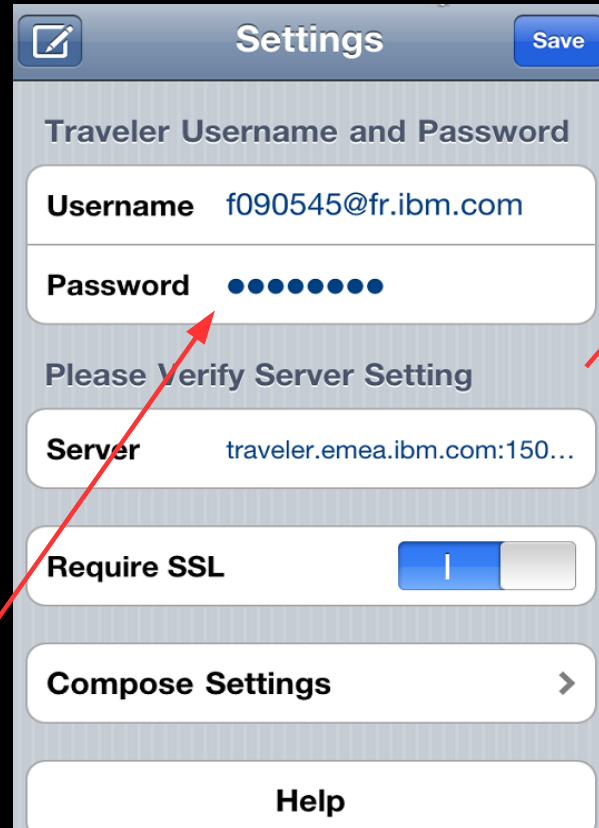 Settings
Save
Traveler Username and Password
Username f090545@fr.ibm.com
Password ●●●●●●●●
Please Verify Server Setting
Server traveler.emea.ibm.com:150...
Require SSL
Compose Settings
Help